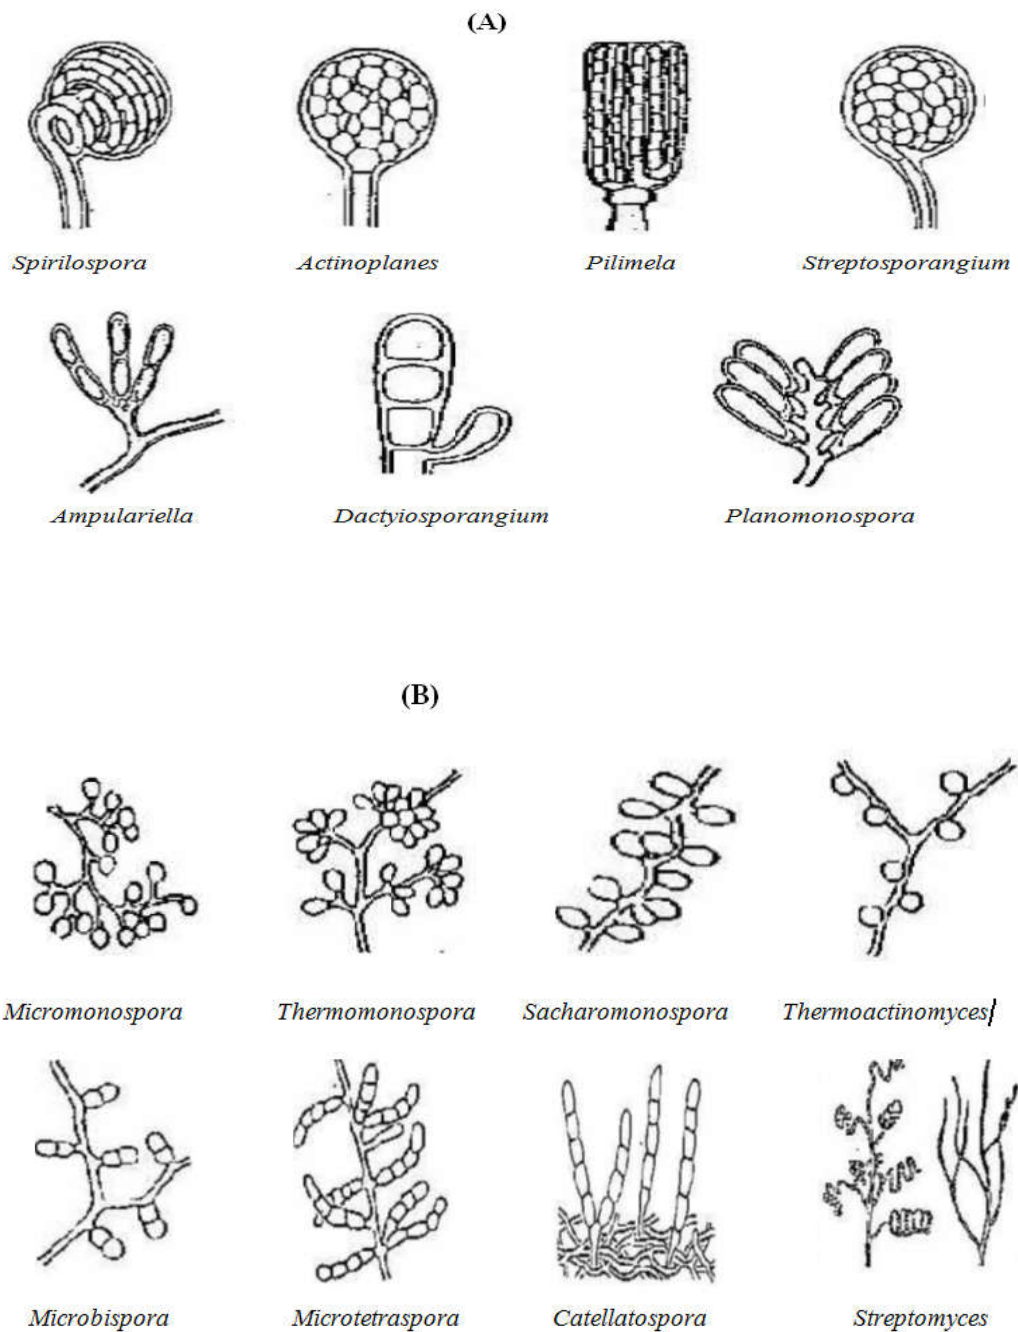 (A)
Spirilospora Actinoplanes Pilimela Streptosporangium
Ampulariella Dactyiosporangium Planomonospora
(B)
Micromonospora Thermomonospora Sacharomonospora Thermoactinomyces/
Microbispora Microtetraspora Catellatospora Streptomyces